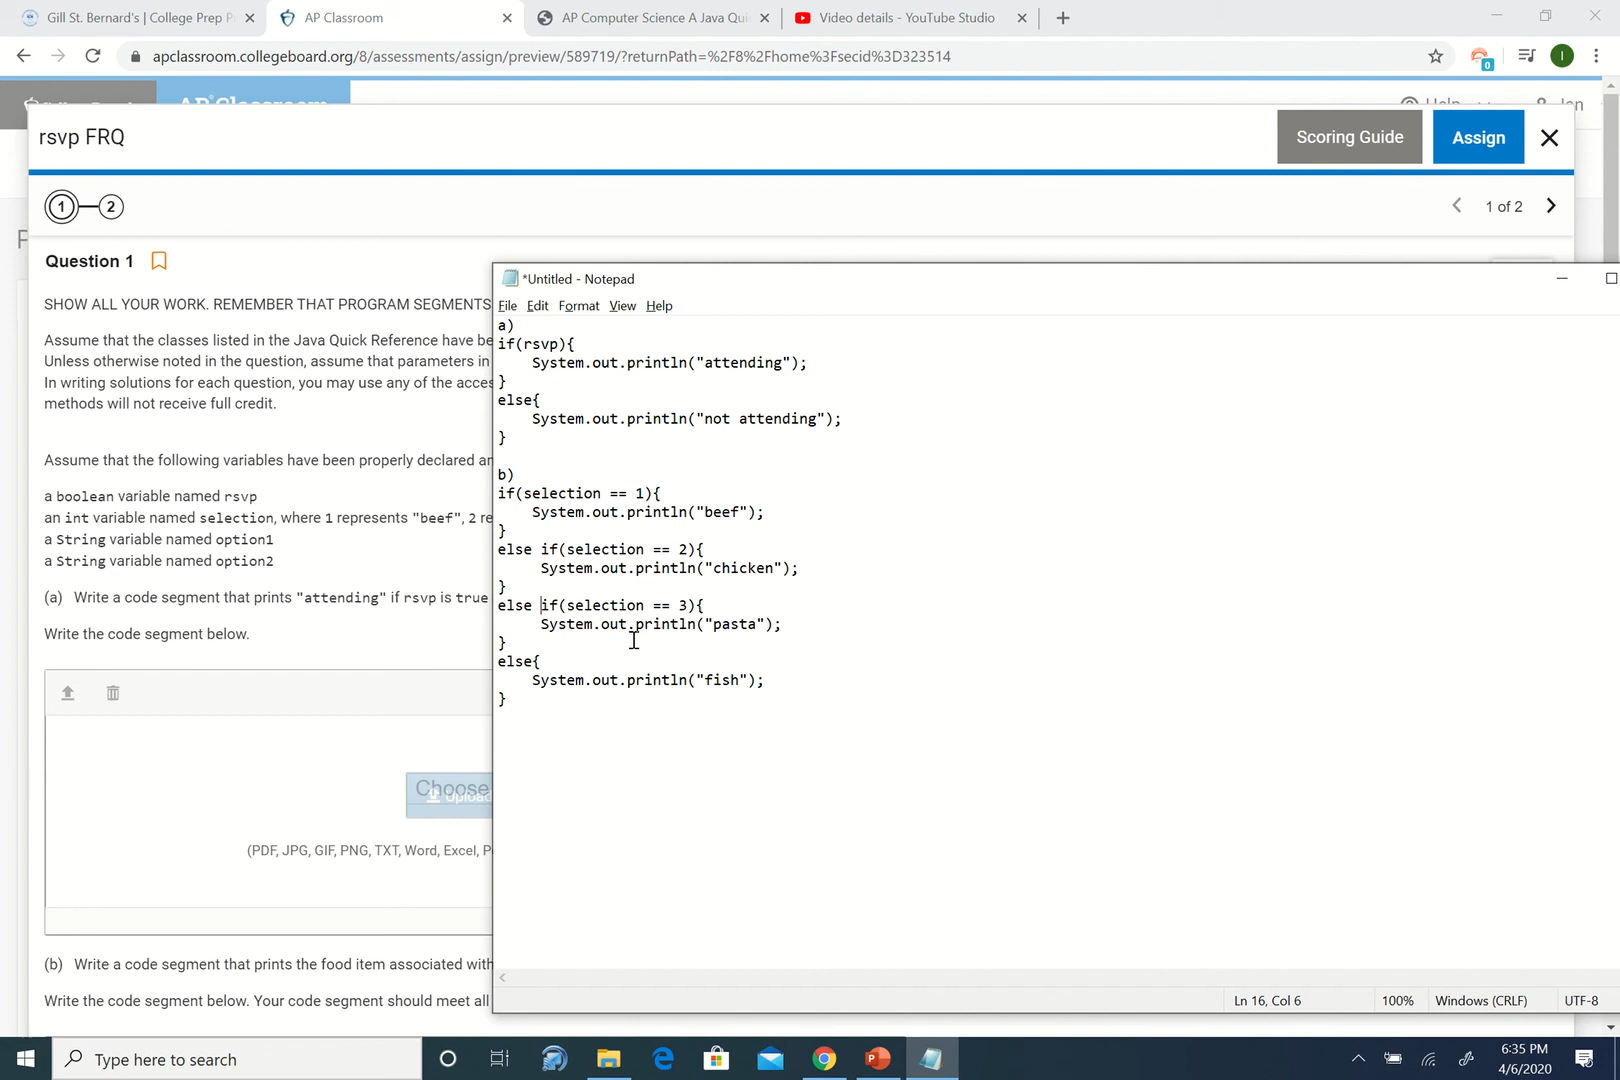 Gill St. Bernard's | College Prep P
AP Classroom
AP Computer Science A Java Qui
Video details - YouTube Studio
apclassroom.collegeboard.org/8/assessments/assign/preview/589719/?returnPath=%2F8%2Fhome%3Fsecid%3D323514
0
I
AP Classroom
Help
rsvp FRQ
Scoring Guide
Assign
1
2
1 of 2
Question 1
SHOW ALL YOUR WORK. REMEMBER THAT PROGRAM SEGMENTS
Assume that the classes listed in the Java Quick Reference have be
Unless otherwise noted in the question, assume that parameters in
In writing solutions for each question, you may use any of the acce
methods will not receive full credit.
Assume that the following variables have been properly declared an
a boolean variable named rsvp
an int variable named selection, where 1 represents "beef", 2 re
a String variable named option1
a String variable named option2
(a) Write a code segment that prints "attending" if rsvp is true
Write the code segment below.
Choose
Upload
(PDF, JPG, GIF, PNG, TXT, Word, Excel, P
(b) Write a code segment that prints the food item associated with
Write the code segment below. Your code segment should meet all
*Untitled - Notepad
File Edit Format View Help
a)
if(rsvp){
System.out.println("attending");
}
else{
System.out.println("not attending");
}
b)
if(selection == 1){
System.out.println("beef");
}
else if(selection == 2){
System.out.println("chicken");
}
else if(selection == 3){
System.out.println("pasta");
}
else{
System.out.println("fish");
}
Ln 16, Col 6
100%
Windows (CRLF)
UTF-8
Type here to search
6:35 PM
4/6/2020